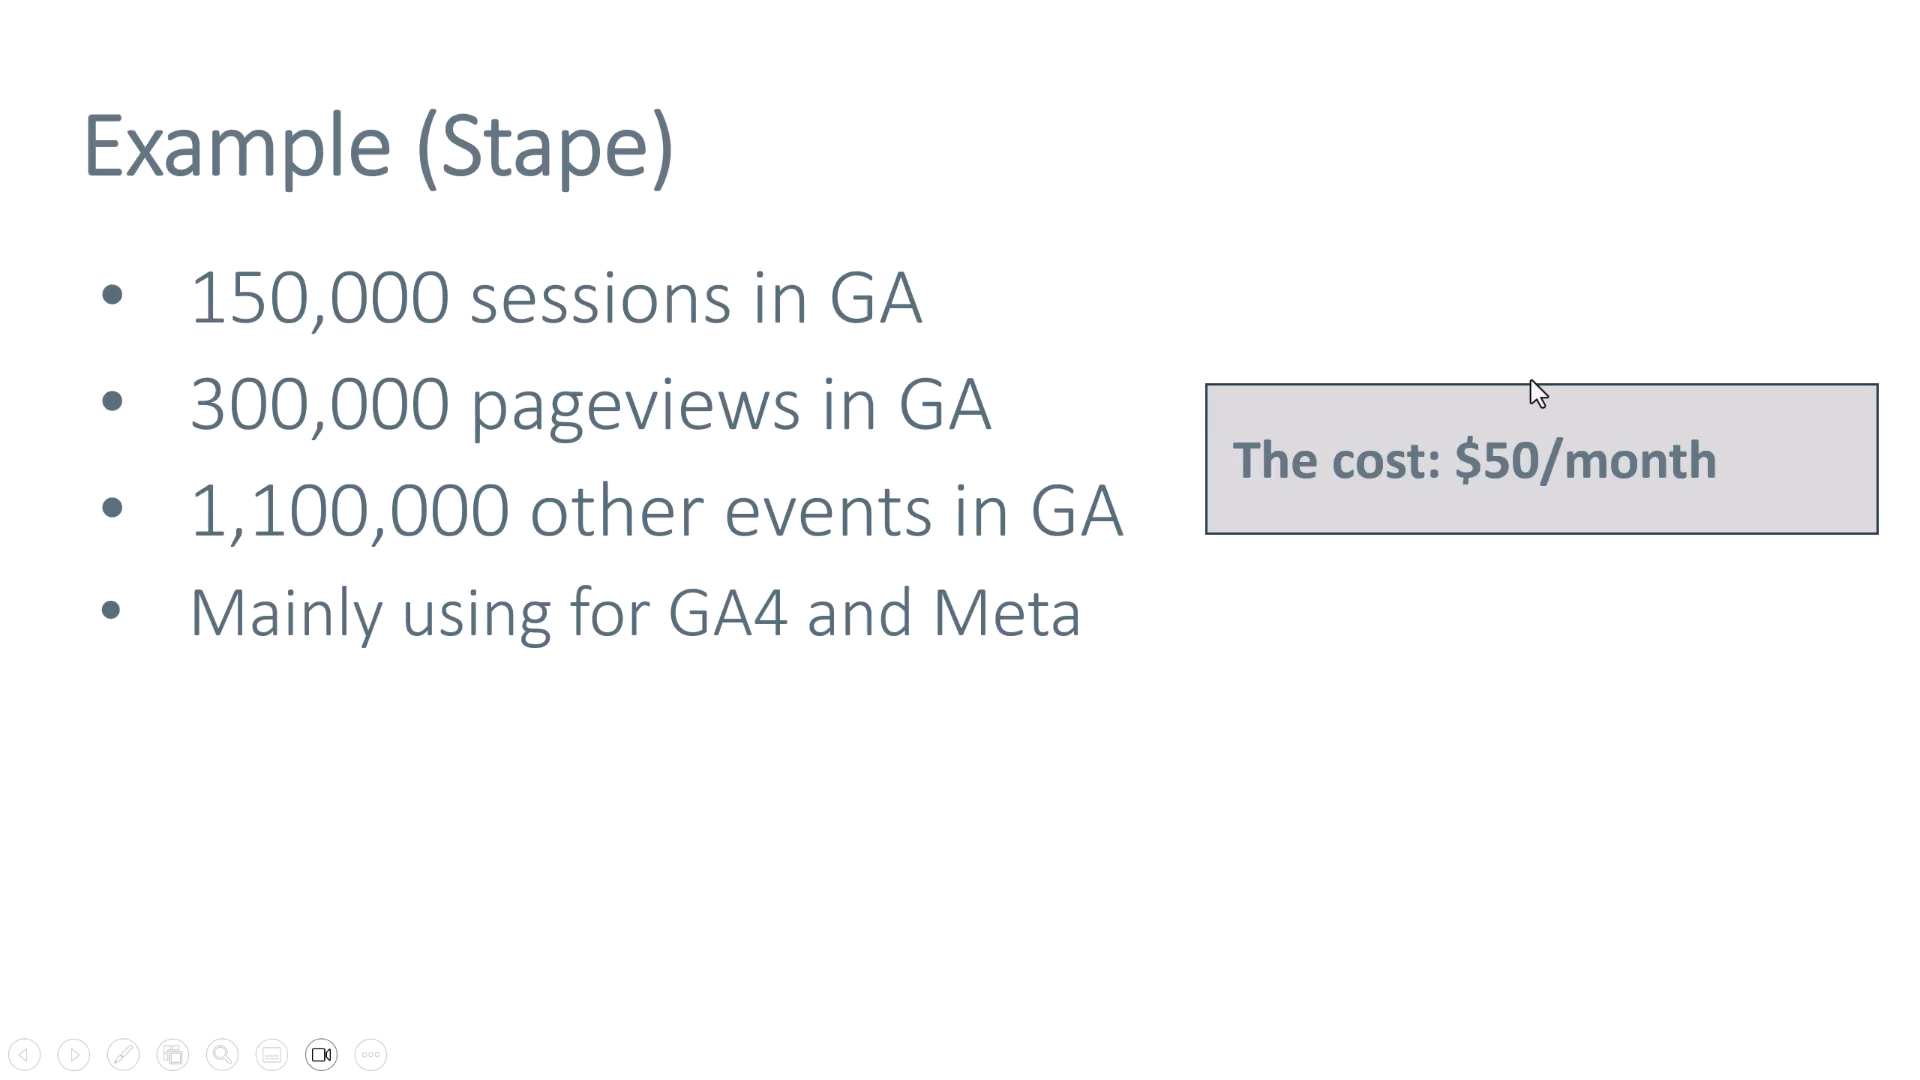 Example (Stape)
• 150,000 sessions in GA
• 300,000 pageviews in GA
• 1,100,000 other events in GA
• Mainly using for GA4 and Meta
The cost: $50/month